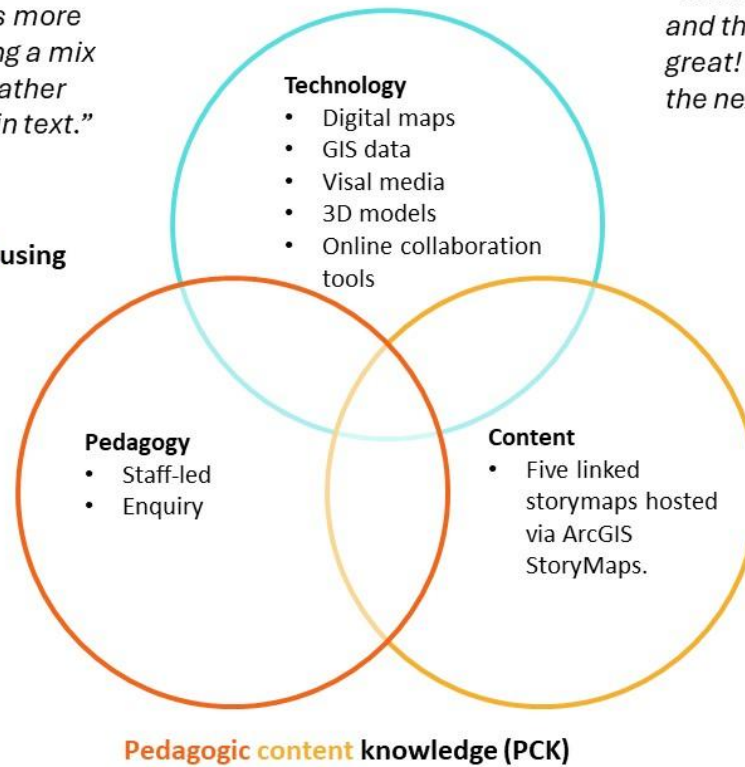 s more
ng a mix
ather
in text.”
and th
great!
the ne
using
Technology
• Digital maps
• GIS data
• Visal media
• 3D models
• Online collaboration
tools
Pedagogy
• Staff-led
• Enquiry
Content
• Five linked
storymaps hosted
via ArcGIS
StoryMaps.
Pedagogic content knowledge (PCK)